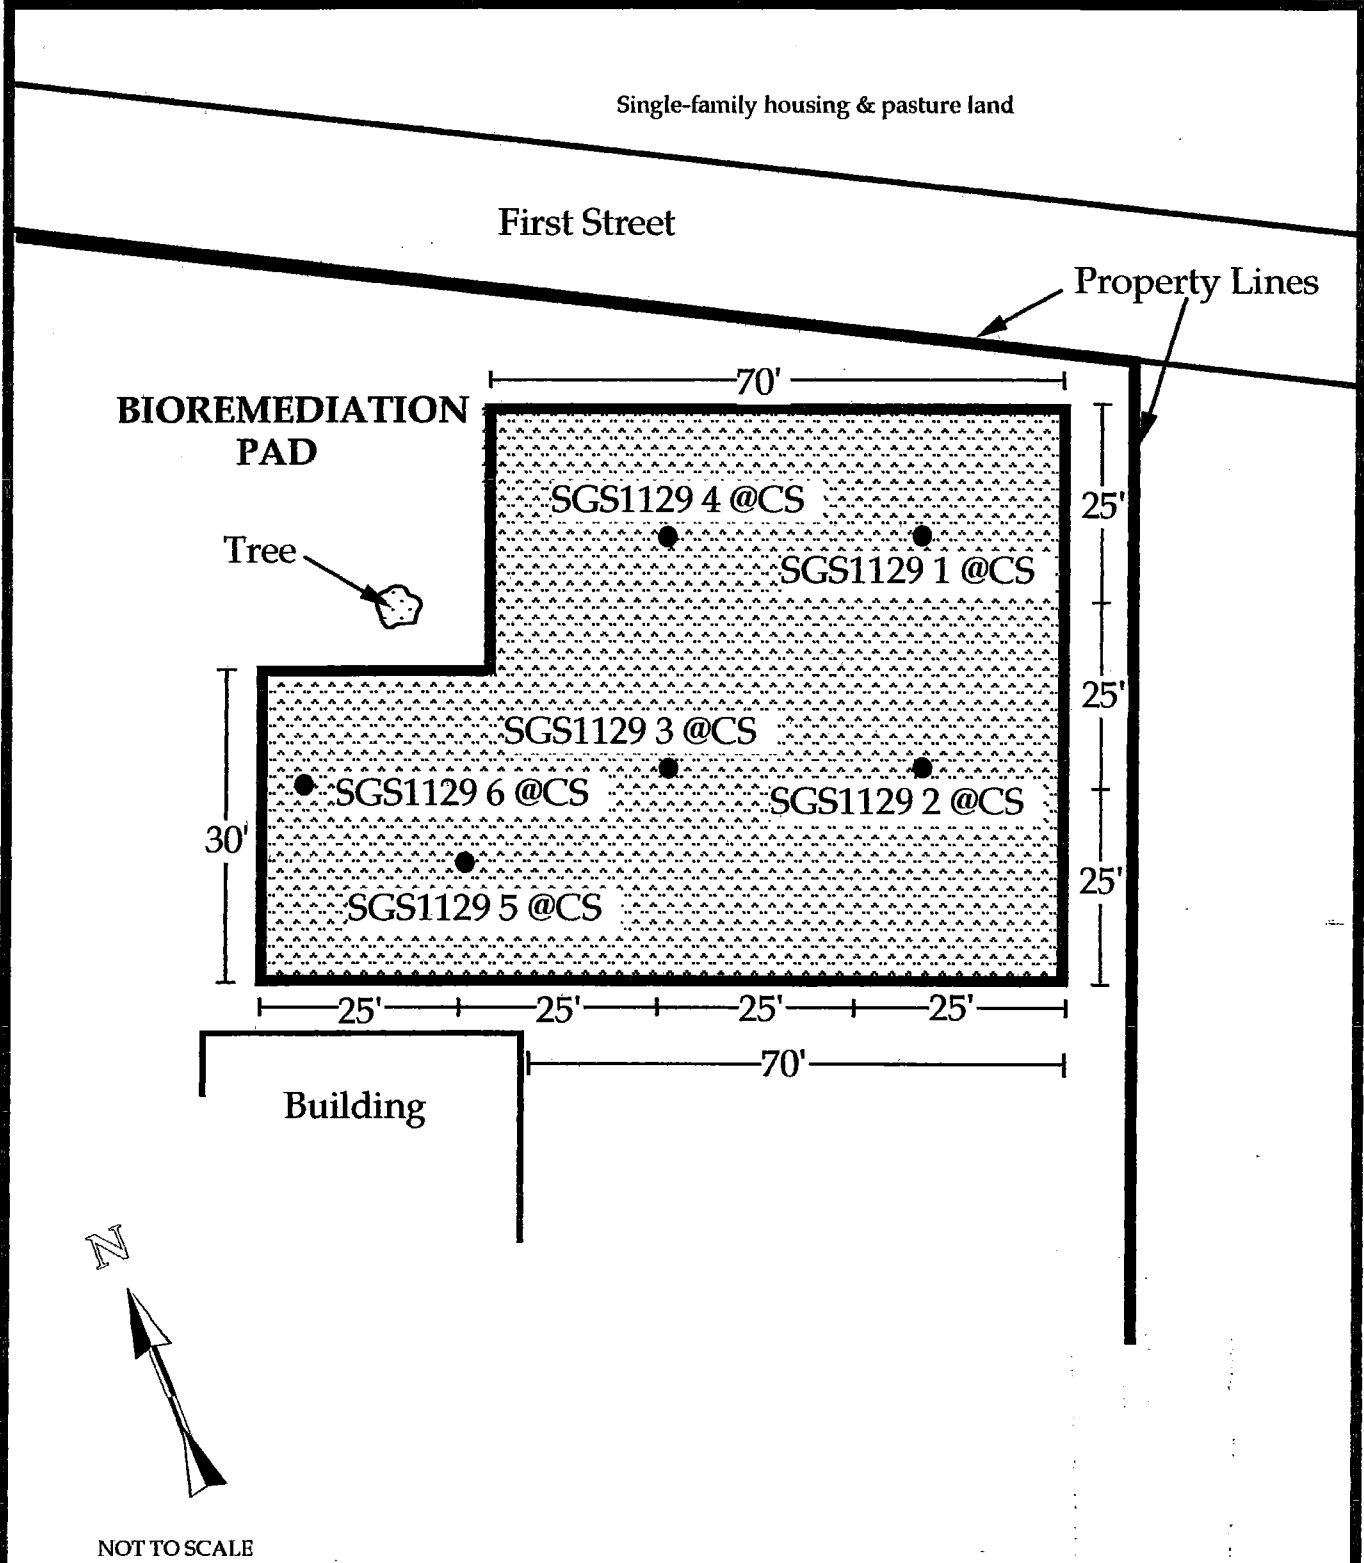 Single-family housing & pasture land
First Street
Property Lines
70'
BIOREMEDIATION
PAD
SGS1129 4 @CS
25'
Tree
SGS1129 1 @CS
25'
SGS1129 3 @CS
SGS1129 6 @CS
SGS1129 2 @CS
30'
25'
SGS1129 5 @CS
25' 25' 25' 25'
70'
Building
N
NOT TO SCALE